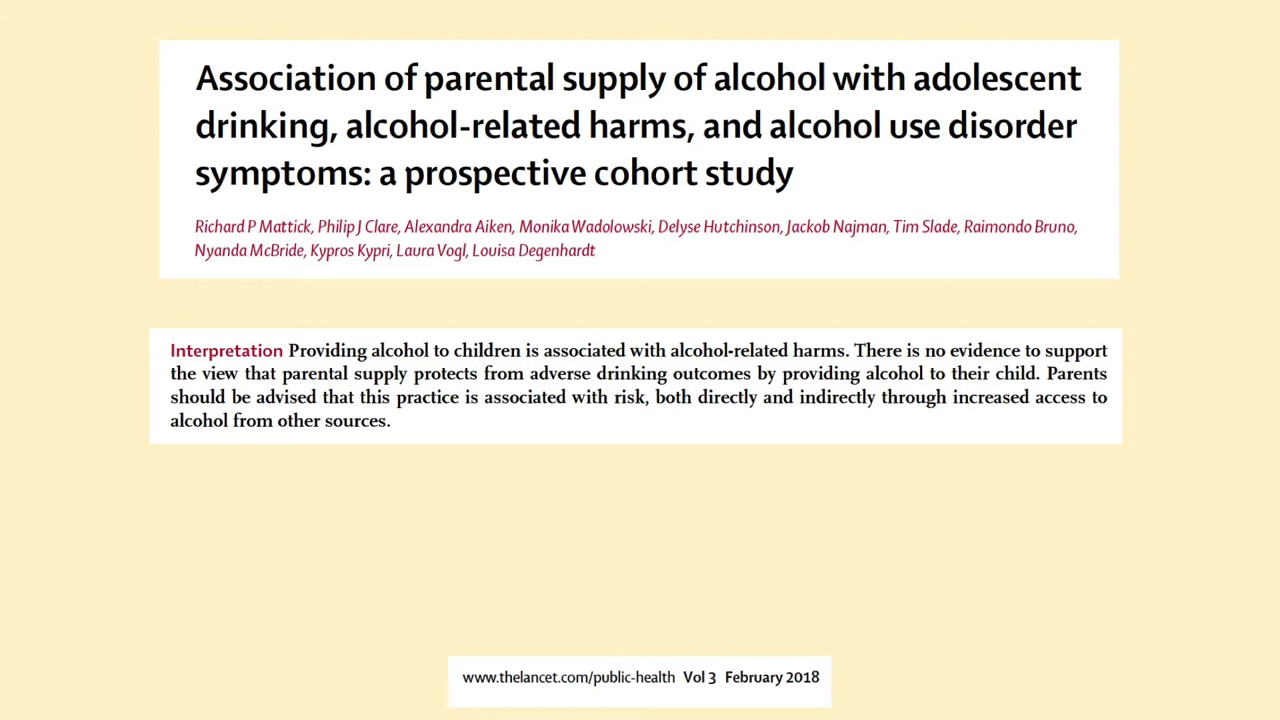 Association of parental supply of alcohol with adolescent
drinking, alcohol-related harms, and alcohol use disorder
symptoms: a prospective cohort study
Richard P Mattick, Philip J Clare, Alexandra Aiken, Monika Wadolowski, Delyse Hutchinson, Jackob Najman, Tim Slade, Raimondo Bruno,
Nyanda McBride, Kypros Kypri, Laura Vogl, Louisa Degenhardt
Interpretation Providing alcohol to children is associated with alcohol-related harms. There is no evidence to support
the view that parental supply protects from adverse drinking outcomes by providing alcohol to their child. Parents
should be advised that this practice is associated with risk, both directly and indirectly through increased access to
alcohol from other sources.
www.thelancet.com/public-health Vol 3 February 2018